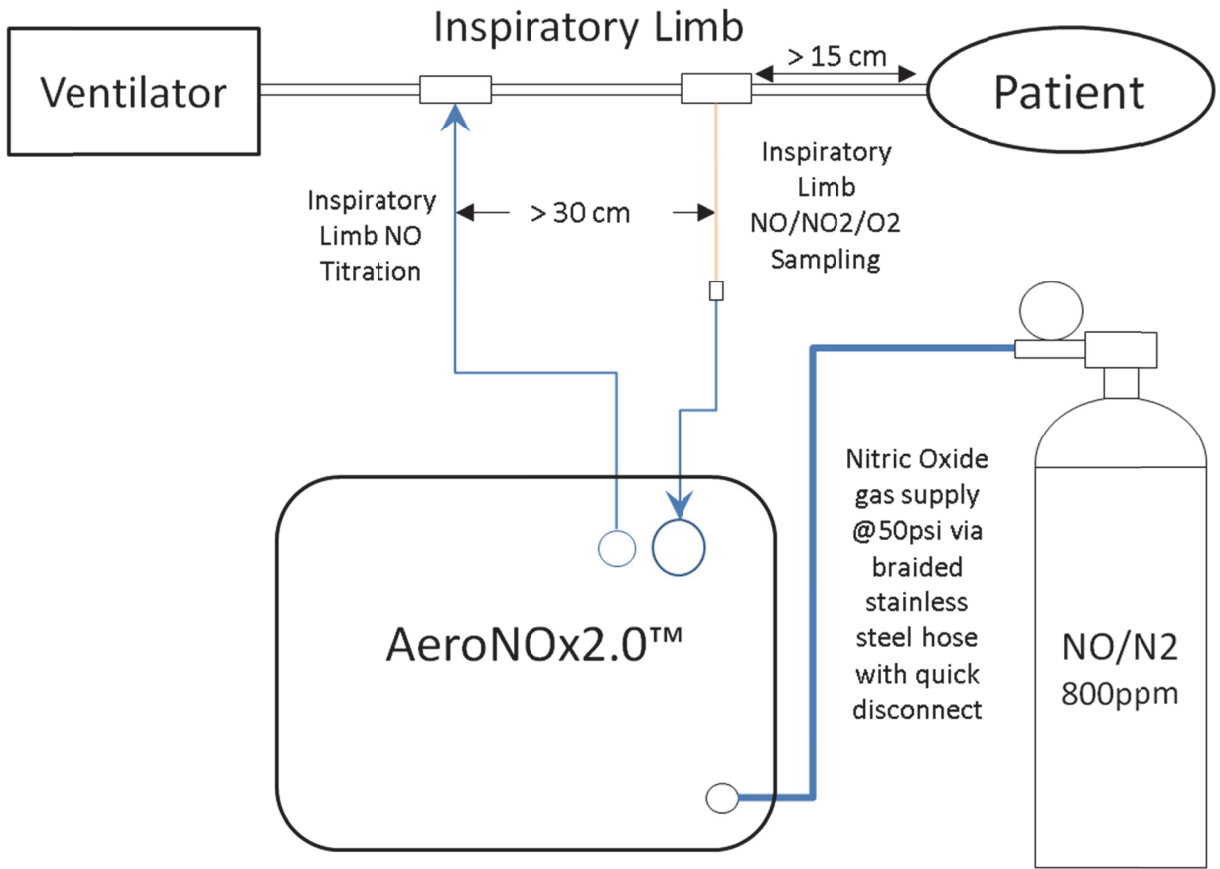 Inspiratory Limb
Ventilator
> 15 cm
Patient
Inspiratory
Limb NO
Titration
> 30 cm
Inspiratory
Limb
NO/NO2/O2
Sampling
AeroNOx2.0™
Nitric Oxide
gas supply
@50psi via
braided
stainless
steel hose
with quick
disconnect
NO/N2
800ppm